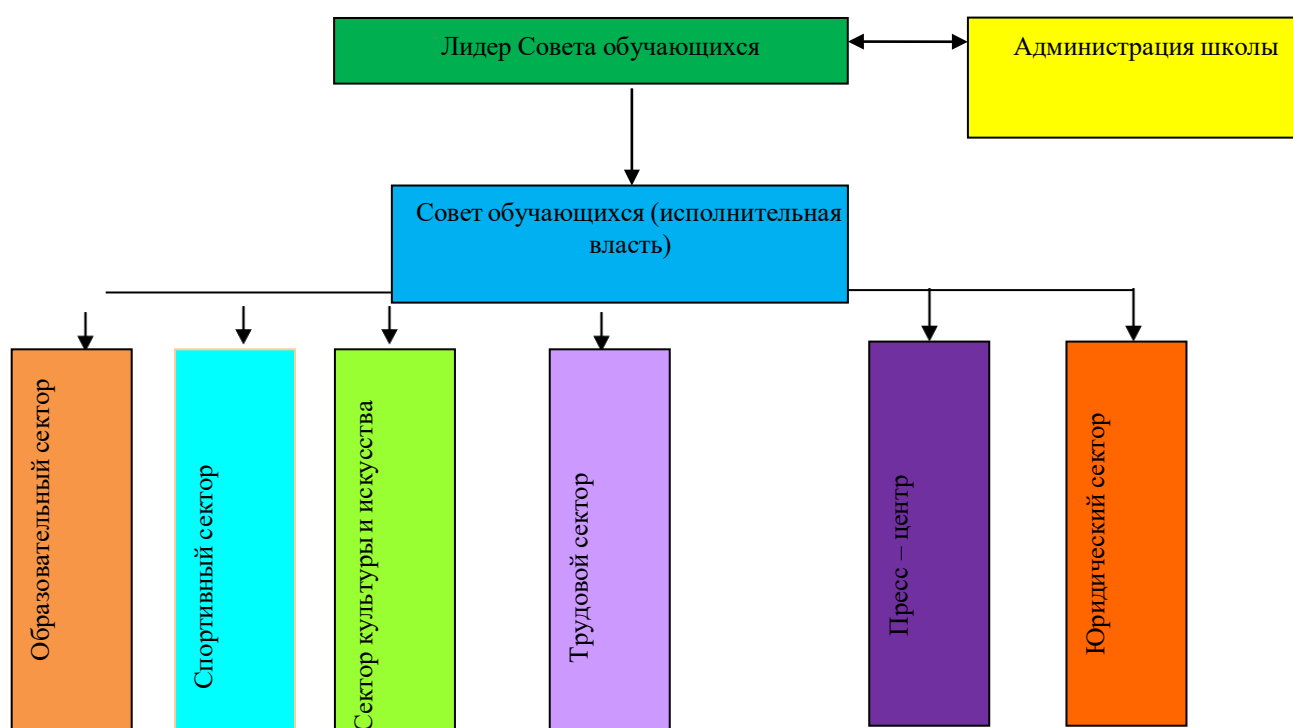 Лидер Совета обучающихся
Администрация школы
Совет обучающихся (исполнительная
власть)
Образовательный сектор
Спортивный сектор
Сектор культуры и искусства
Трудовой сектор
Пресс – центр
Юридический сектор